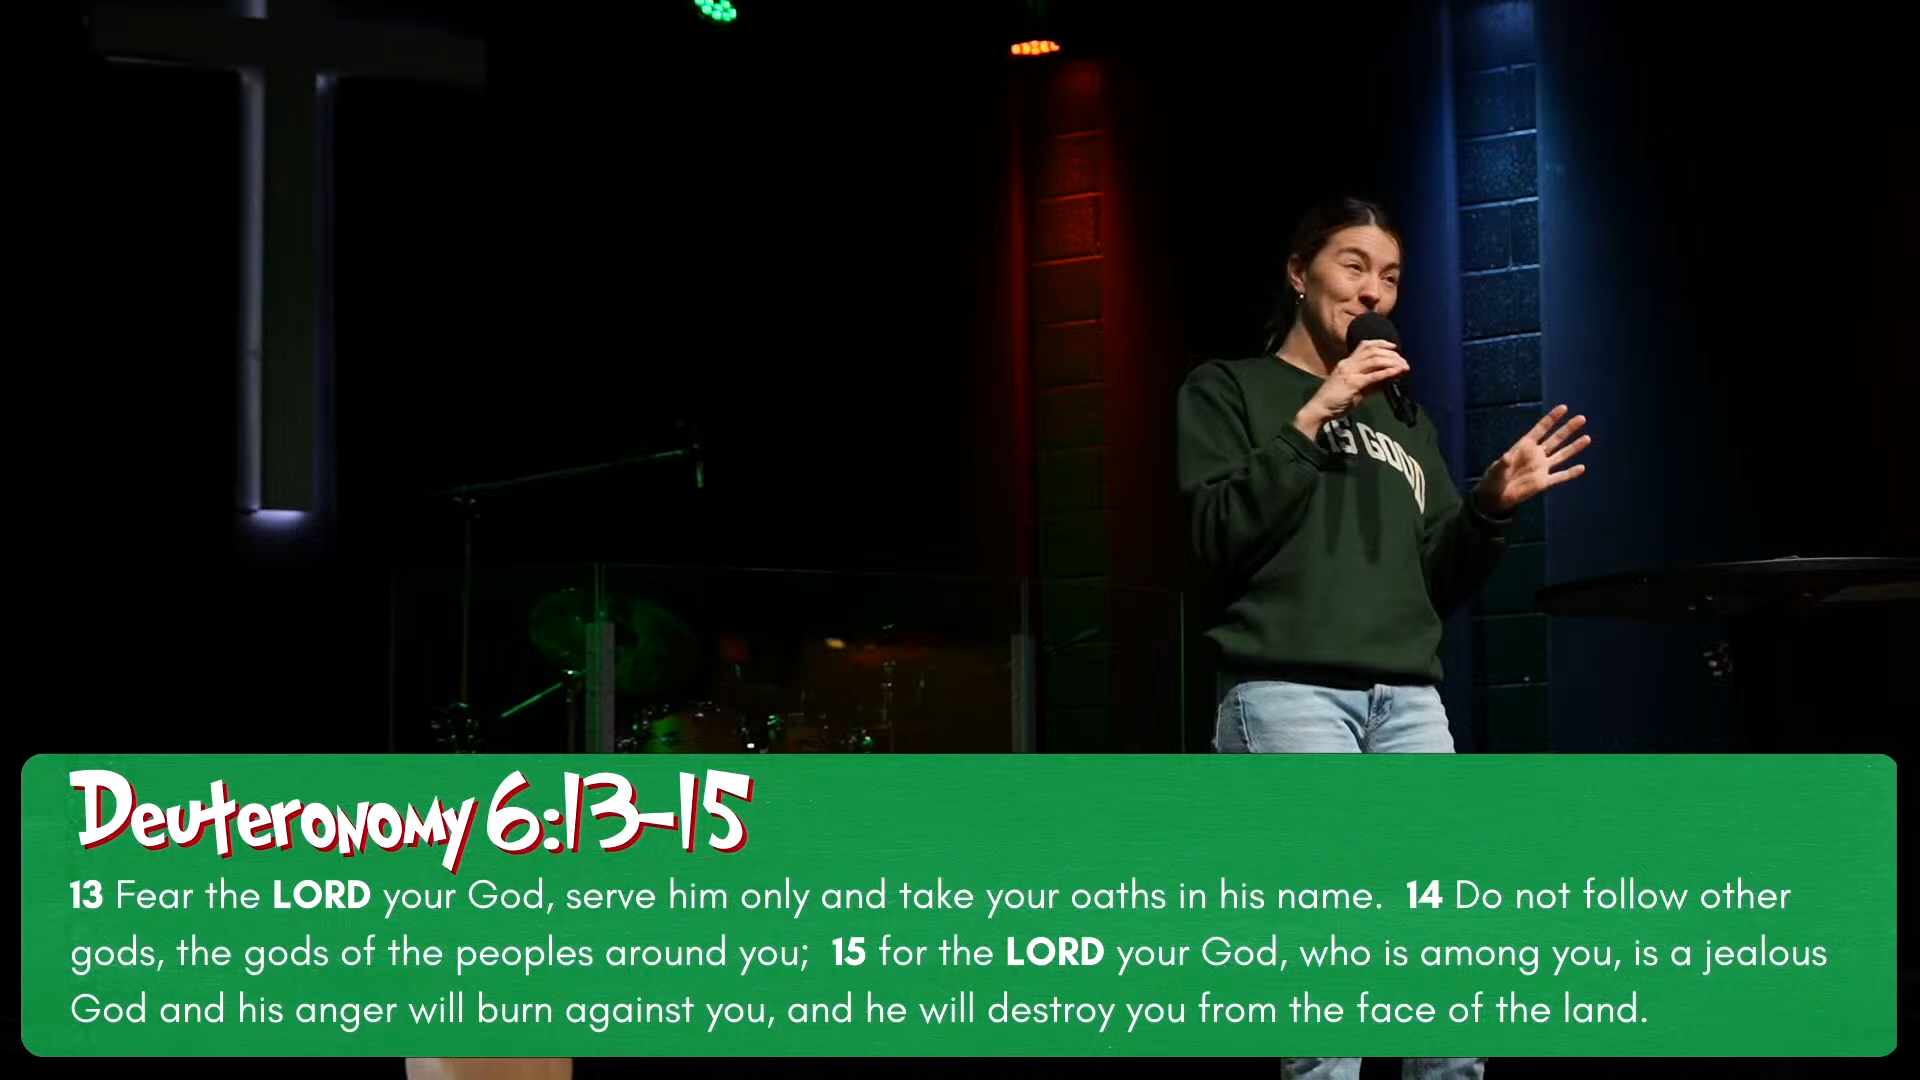 IS GOOD
Deuteronomy 6:13-15
13 Fear the LORD your God, serve him only and take your oaths in his name. 14 Do not follow other
gods, the gods of the peoples around you; 15 for the LORD your God, who is among you, is a jealous
God and his anger will burn against you, and he will destroy you from the face of the land.